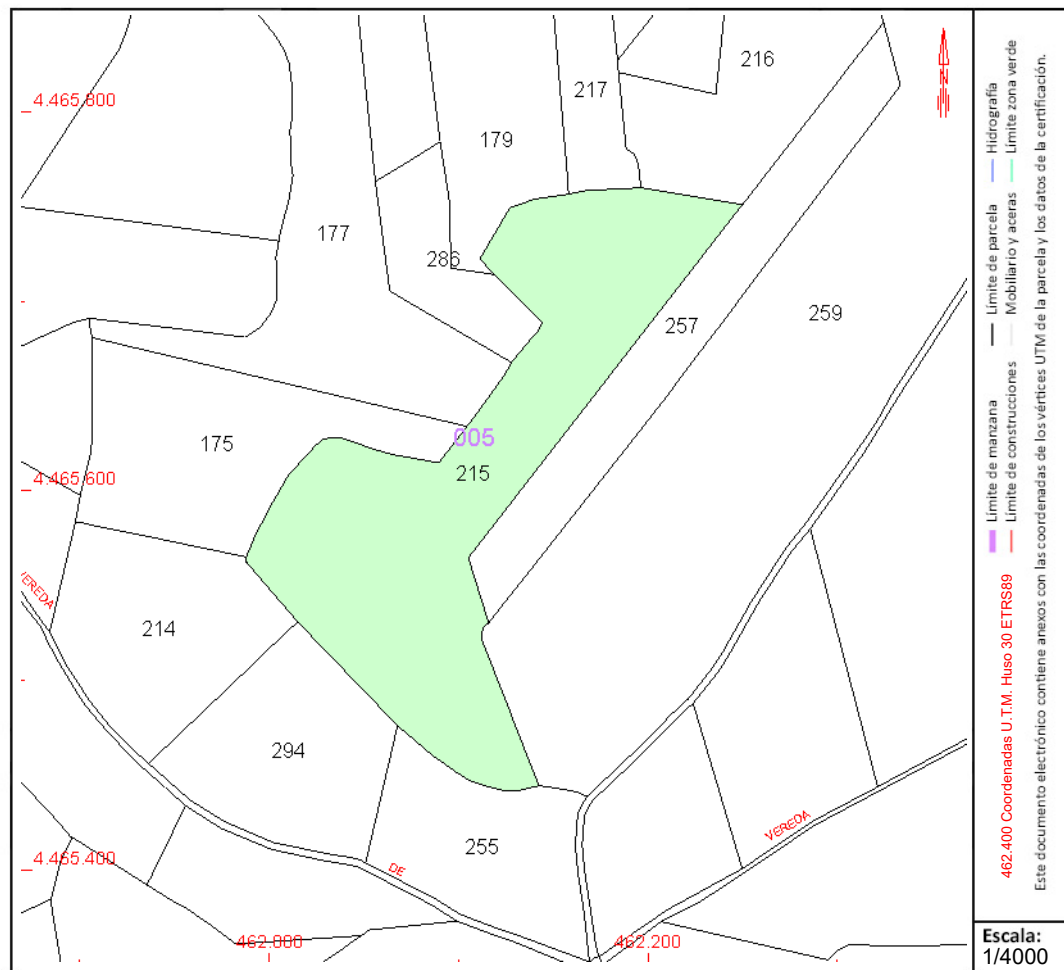 216
217
4.465.800
179
177
286
259
257
005
175
215
4.465.600
VEREDA
214
294
VEREDA
255
4.465.400
DE
462.000
462.200
N
Límite de manzana
Límite de parcela
Hidrografía
462.400 Coordenadas U.T.M. Huso 30 ETRS89
Límite de construcciones
Mobiliario y aceras
Límite zona verde
Este documento electrónico contiene anexos con las coordenadas de los vértices UTM de la parcela y los datos de la certificación.
Escala:
1/4000